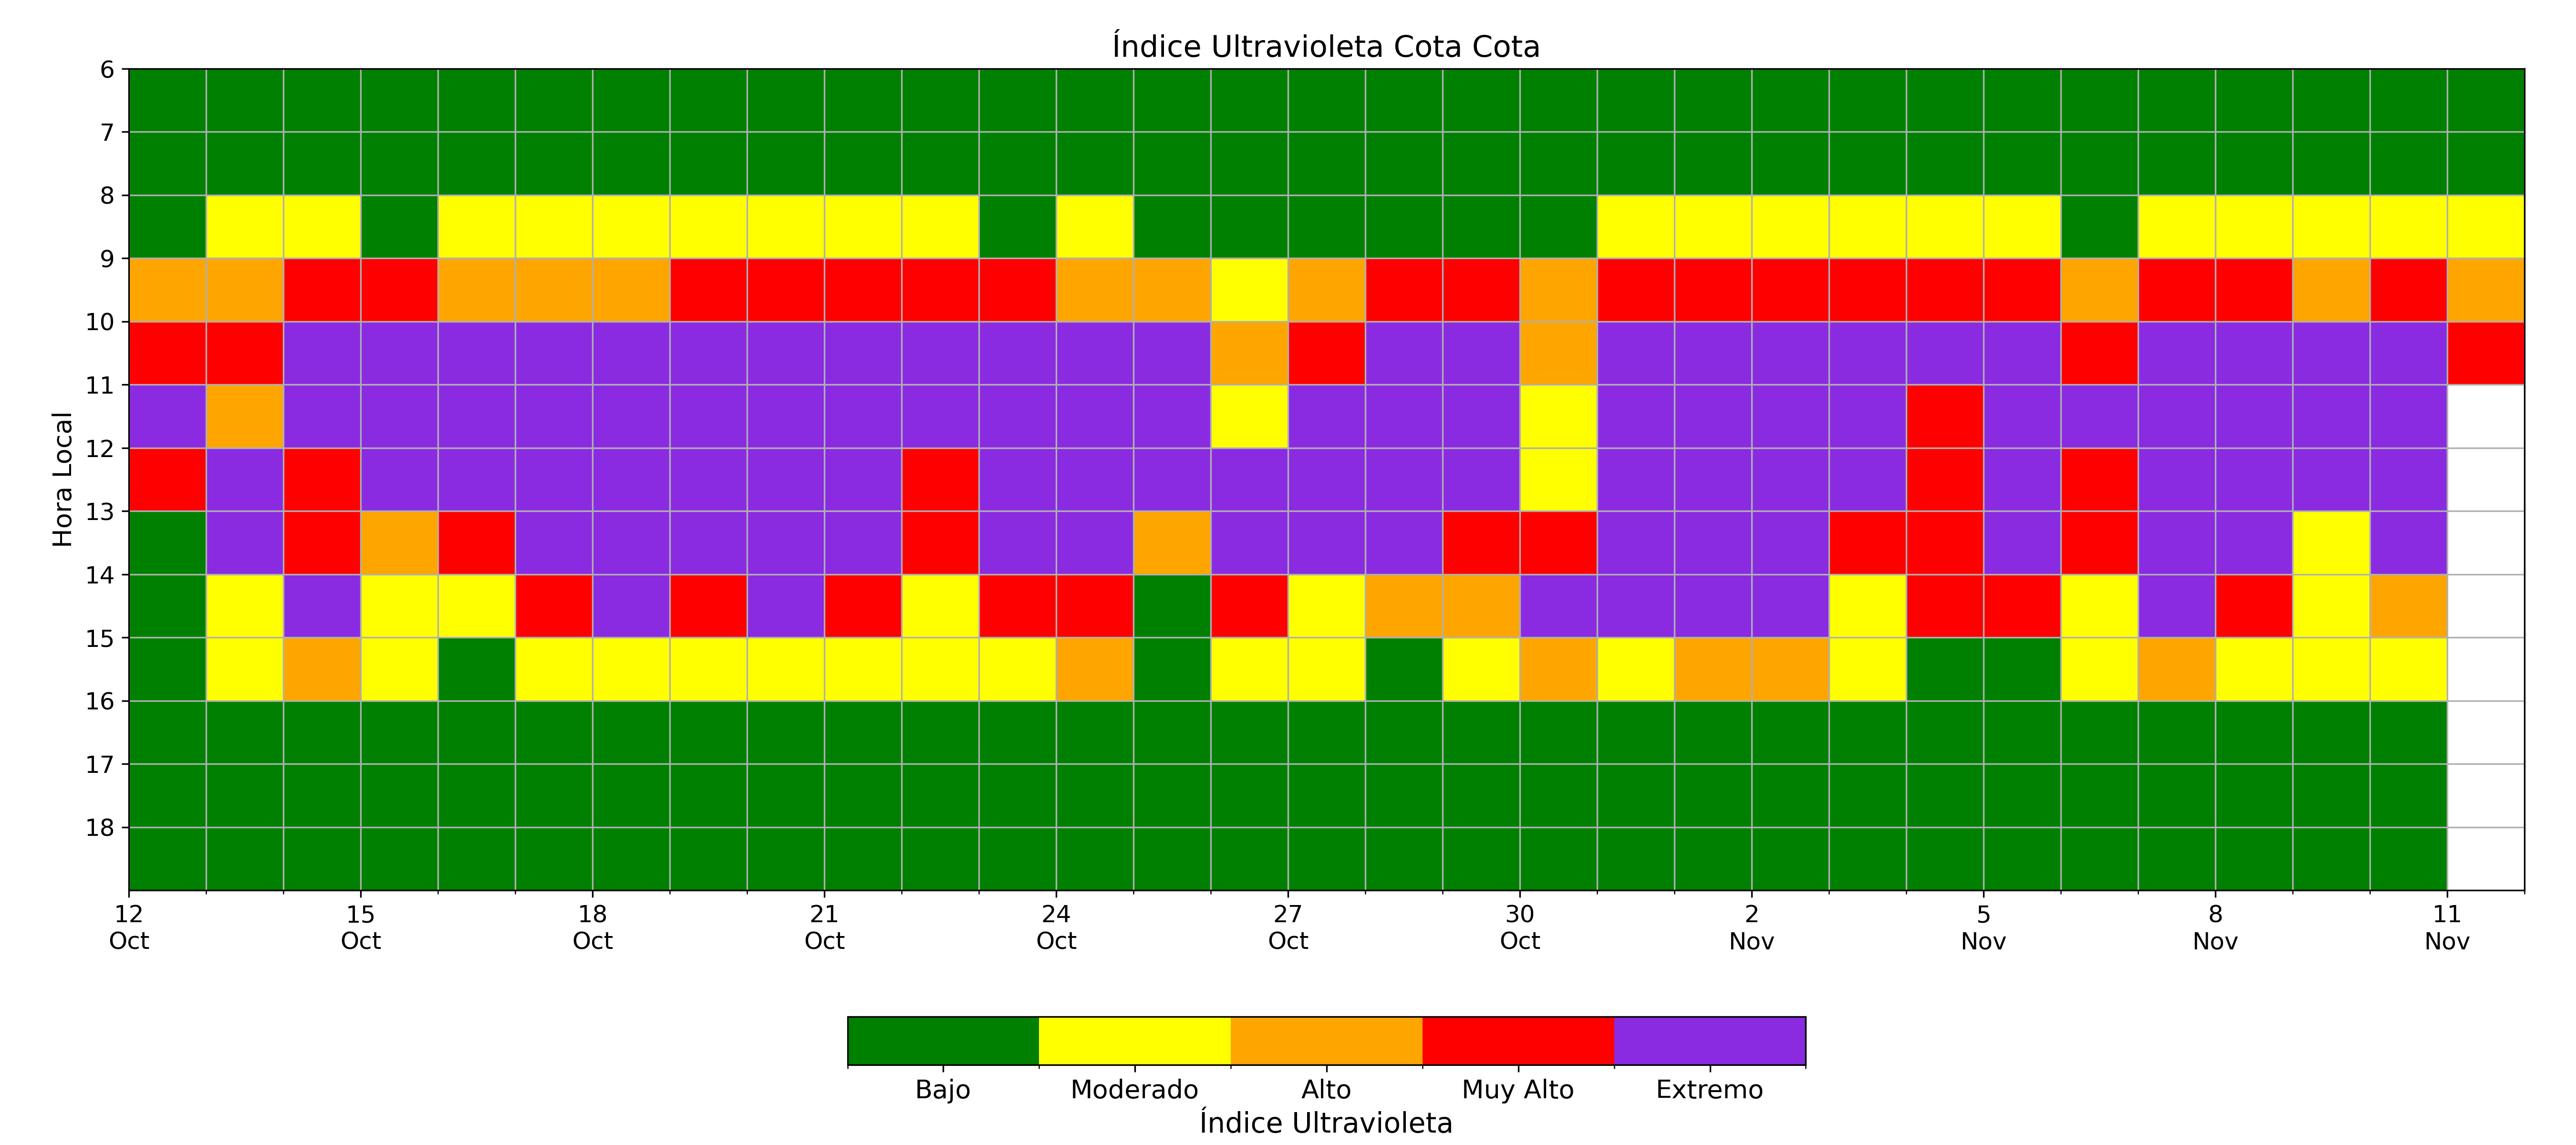 Índice Ultravioleta Cota Cota
Hora Local
6
7
8
9
10
11
12
13
14
15
16
17
18
12 15 18 21 24 27 30 2 5 8 11
Oct Oct Oct Oct Oct Oct Oct Nov Nov Nov Nov
Bajo Moderado Alto Muy Alto Extremo
Índice Ultravioleta